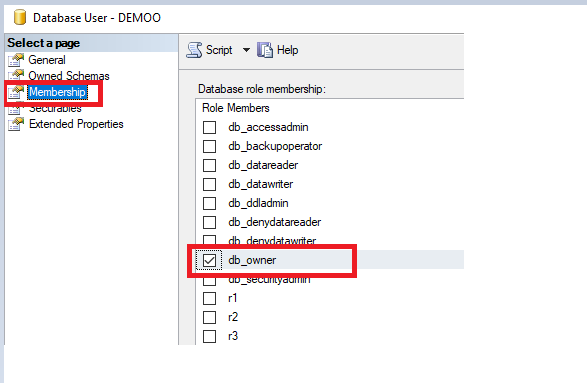 Database User - DEMOO
Select a page
General
Owned Schemas
Membership
Securables
Extended Properties
Script
Help
Database role membership:
Role Members
db_accessadmin
db_backupoperator
db_datareader
db_datawriter
db_ddladmin
db_denydatareader
db_denydatawriter
db_owner
db_securityadmin
r1
r2
r3